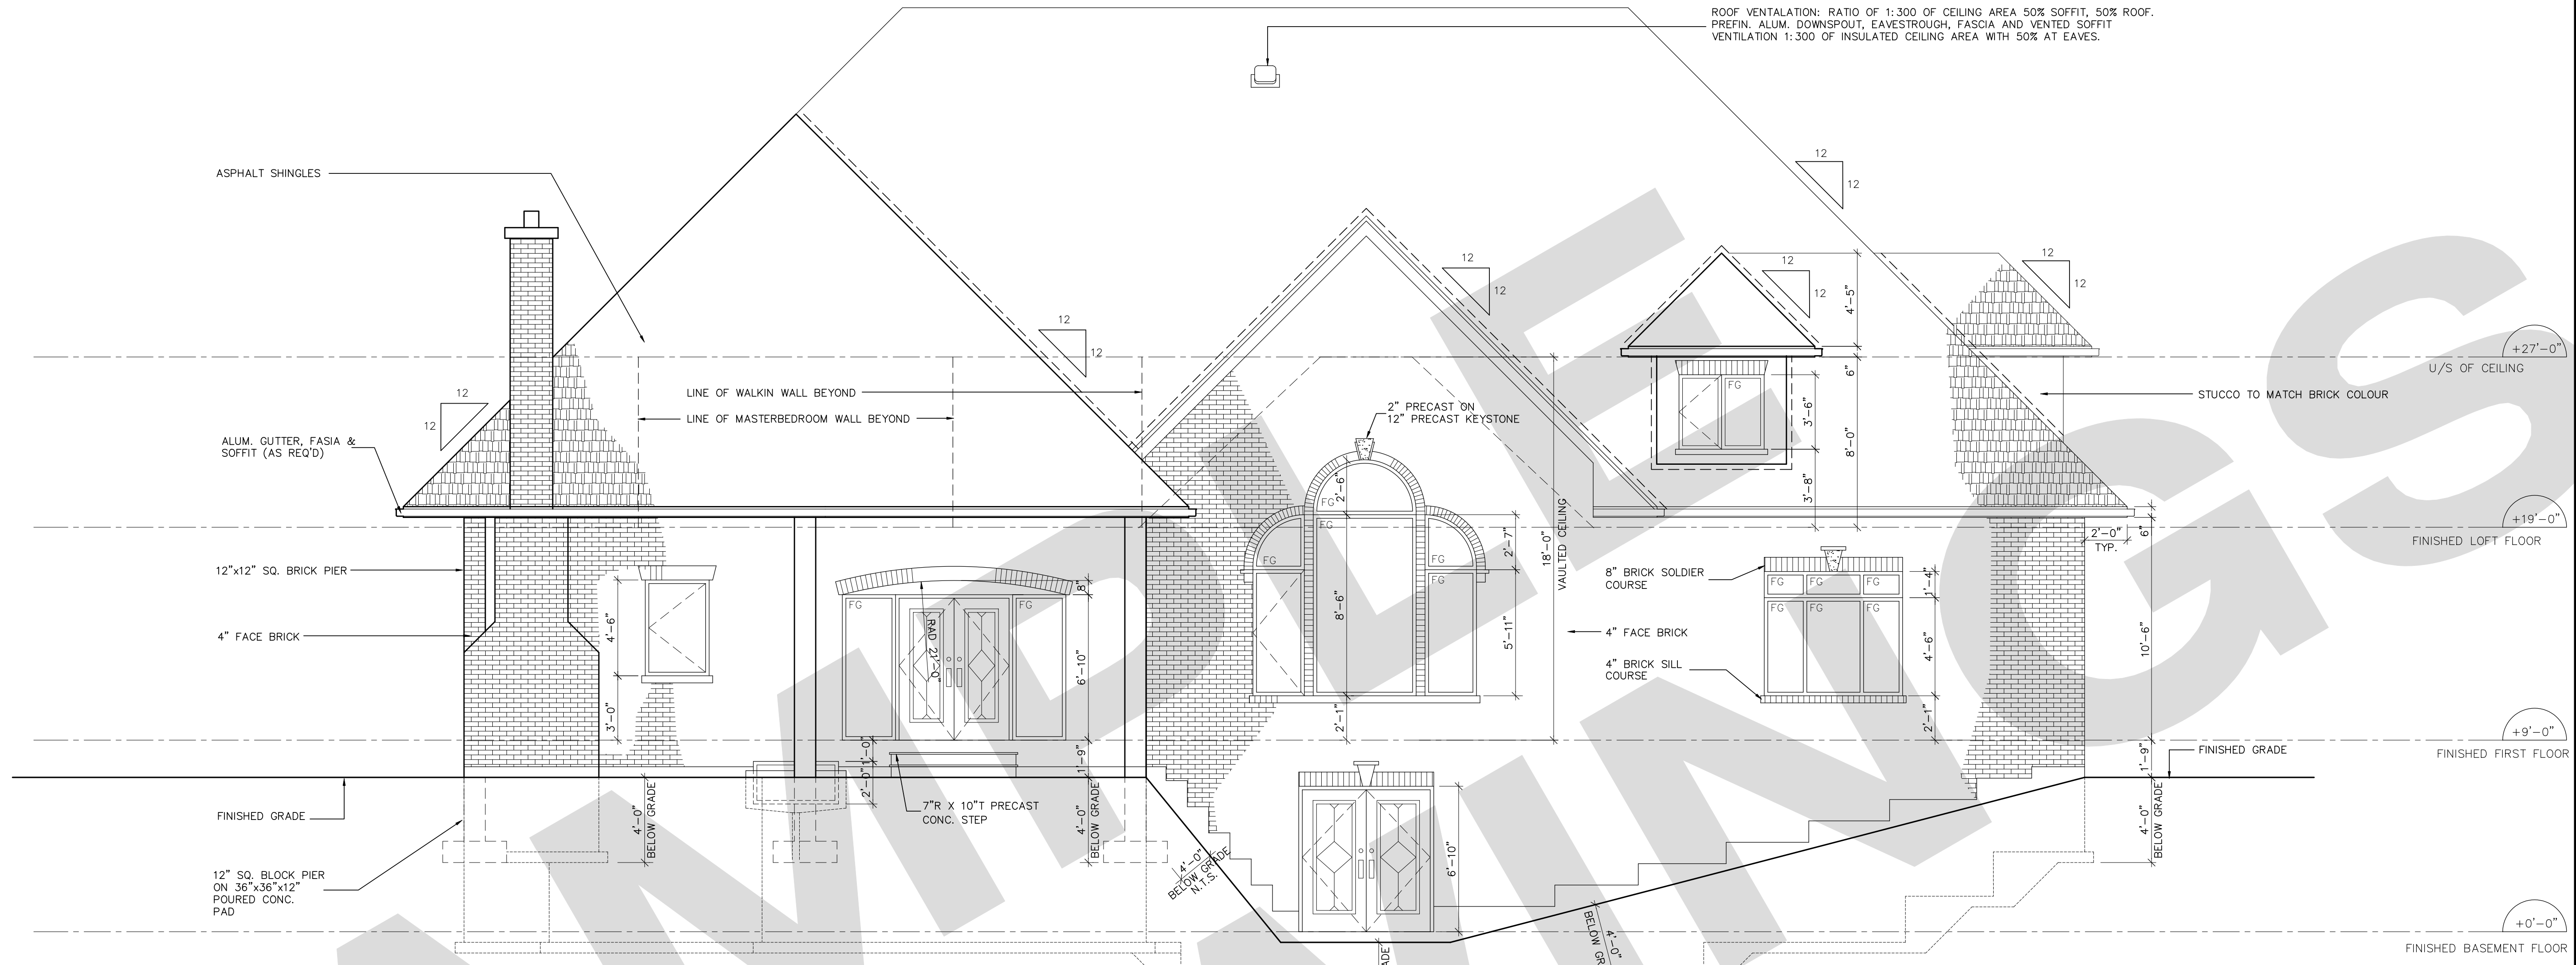 ROOF VENTALATION: RATIO OF 1:300 OF CEILING AREA 50% SOFFIT, 50% ROOF.
PREFIN. ALUM. DOWNSPOUT, EAVESTROUGH, FASCIA AND VENTED SOFFIT
VENTILATION 1:300 OF INSULATED CEILING AREA WITH 50% AT EAVES.
12
12
ASPHALT SHINGLES
12
12
12
12
12
12
4'-5"
12
12
+27'-0"
U/S OF CEILING
12
12
LINE OF WALKIN WALL BEYOND
LINE OF MASTERBEDROOM WALL BEYOND
12
12
2" PRECAST ON
12" PRECAST KEYSTONE
FG
3'-6"
6"
8'-0"
3'-8"
STUCCO TO MATCH BRICK COLOUR
ALUM. GUTTER, FASIA &
SOFFIT (AS REQ'D)
2'-6"
FG
FG
FG
FG
FG
8'-6"
2'-7"
5'-11"
2'-1"
18'-0"
VAULTED CEILING
+19'-0"
FINISHED LOFT FLOOR
2'-0"
TYP.
6"
12"x12" SQ. BRICK PIER
4" FACE BRICK
4'-6"
3'-0"
FG
FG
RAD 21'-0"
8"
6'-10"
8" BRICK SOLDIER
COURSE
4" FACE BRICK
4" BRICK SILL
COURSE
FG
FG
FG
FG
FG
FG
1'-4"
4'-6"
2'-1"
10'-6"
+9'-0"
FINISHED FIRST FLOOR
1'-0"
2'-0"
1'-9"
1'-9"
FINISHED GRADE
FINISHED GRADE
7"R X 10"T PRECAST
CONC. STEP
4'-0"
BELOW GRADE
4'-0"
BELOW GRADE
4'-0"
BELOW GRADE
N.T.S.
6'-10"
4'-0"
BELOW GRADE
12" SQ. BLOCK PIER
ON 36"x36"x12"
POURED CONC.
PAD
4'-0"
BELOW
+0'-0"
FINISHED BASEMENT FLOOR